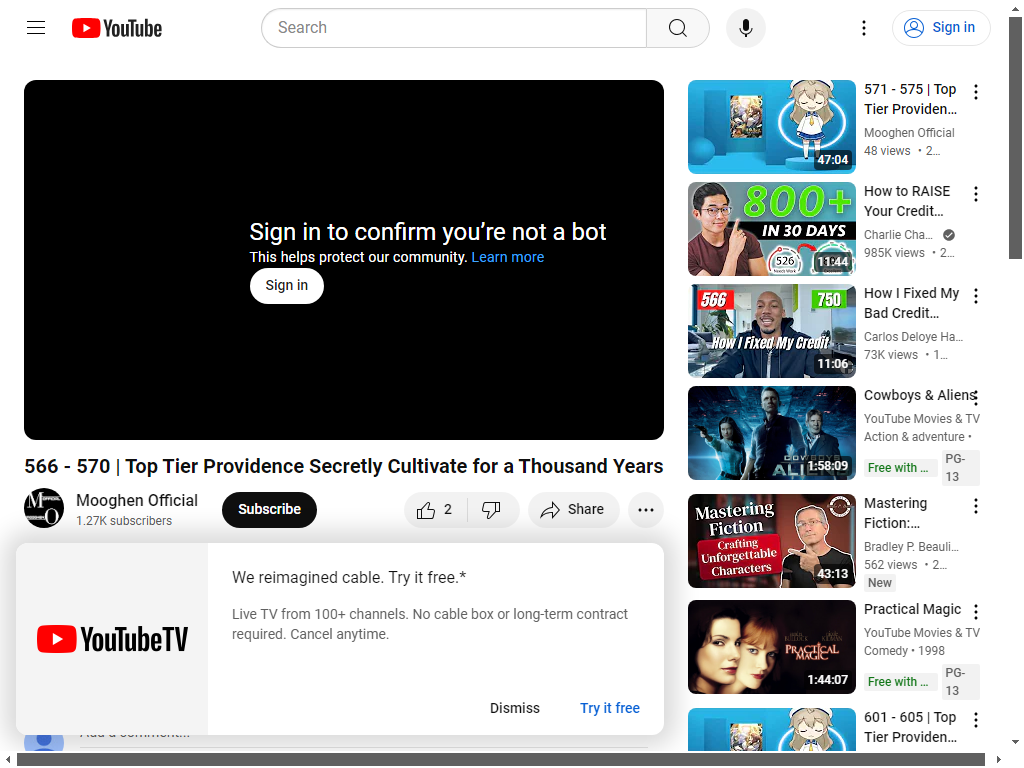 YouTube
Search
Sign in
Sign in to confirm you’re not a bot
This helps protect our community. Learn more
Sign in
566 - 570 | Top Tier Providence Secretly Cultivate for a Thousand Years
Mooghen Official
1.27K subscribers
Subscribe
2
Share
We reimagined cable. Try it free.*
Live TV from 100+ channels. No cable box or long-term contract
required. Cancel anytime.
YouTubeTV
Dismiss
Try it free
Add a comment...
47:04
571 - 575 | Top
Tier Providen...
Mooghen Official
48 views • 2...
800+
IN 30 DAYS
526
11:44
How to RAISE
Your Credit...
Charlie Cha...
985K views • 2...
566
750
How I Fixed My Credit
11:06
How I Fixed My
Bad Credit...
Carlos Deloye Ha...
73K views • 1...
COWBOYS
ALIENS
1:58:09
Cowboys & Aliens
YouTube Movies & TV
Action & adventure •
Free with ...
PG-
13
Mastering
Fiction
Crafting
Unforgettable
Characters
43:13
Mastering
Fiction:...
Bradley P. Beauli...
562 views • 2...
New
PRACTICAL
MAGIC
1:44:07
Practical Magic
YouTube Movies & TV
Comedy • 1998
Free with ...
PG-
13
601 - 605 | Top
Tier Providen...